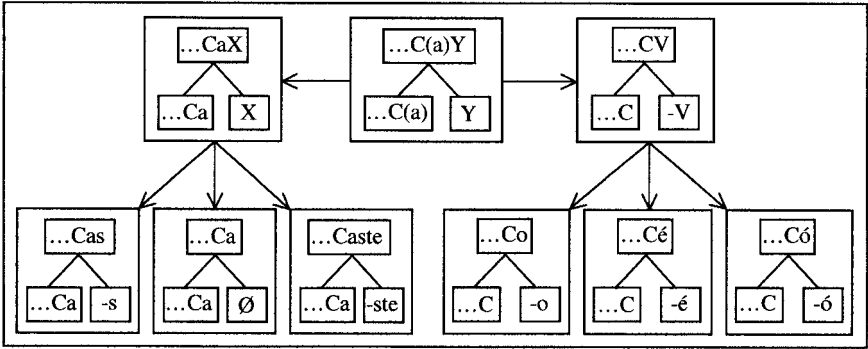 ...CaX ...C(a)Y ...CV
...Ca X ...C(a) Y ...C -V
...Cas ...Ca ...Caste ...Co ...Cé ...Có
...Ca -s ...Ca Ø ...Ca -ste ...C -o ...C -é ...C -ó